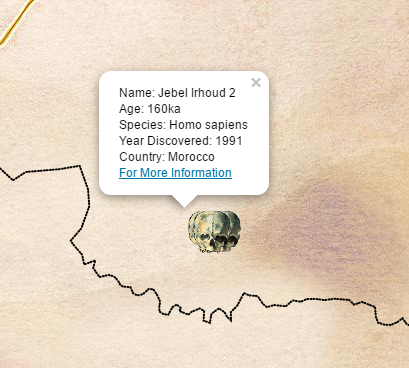 Name: Jebel Irhoud 2
Age: 160ka
Species: Homo sapiens
Year Discovered: 1991
Country: Morocco
For More Information